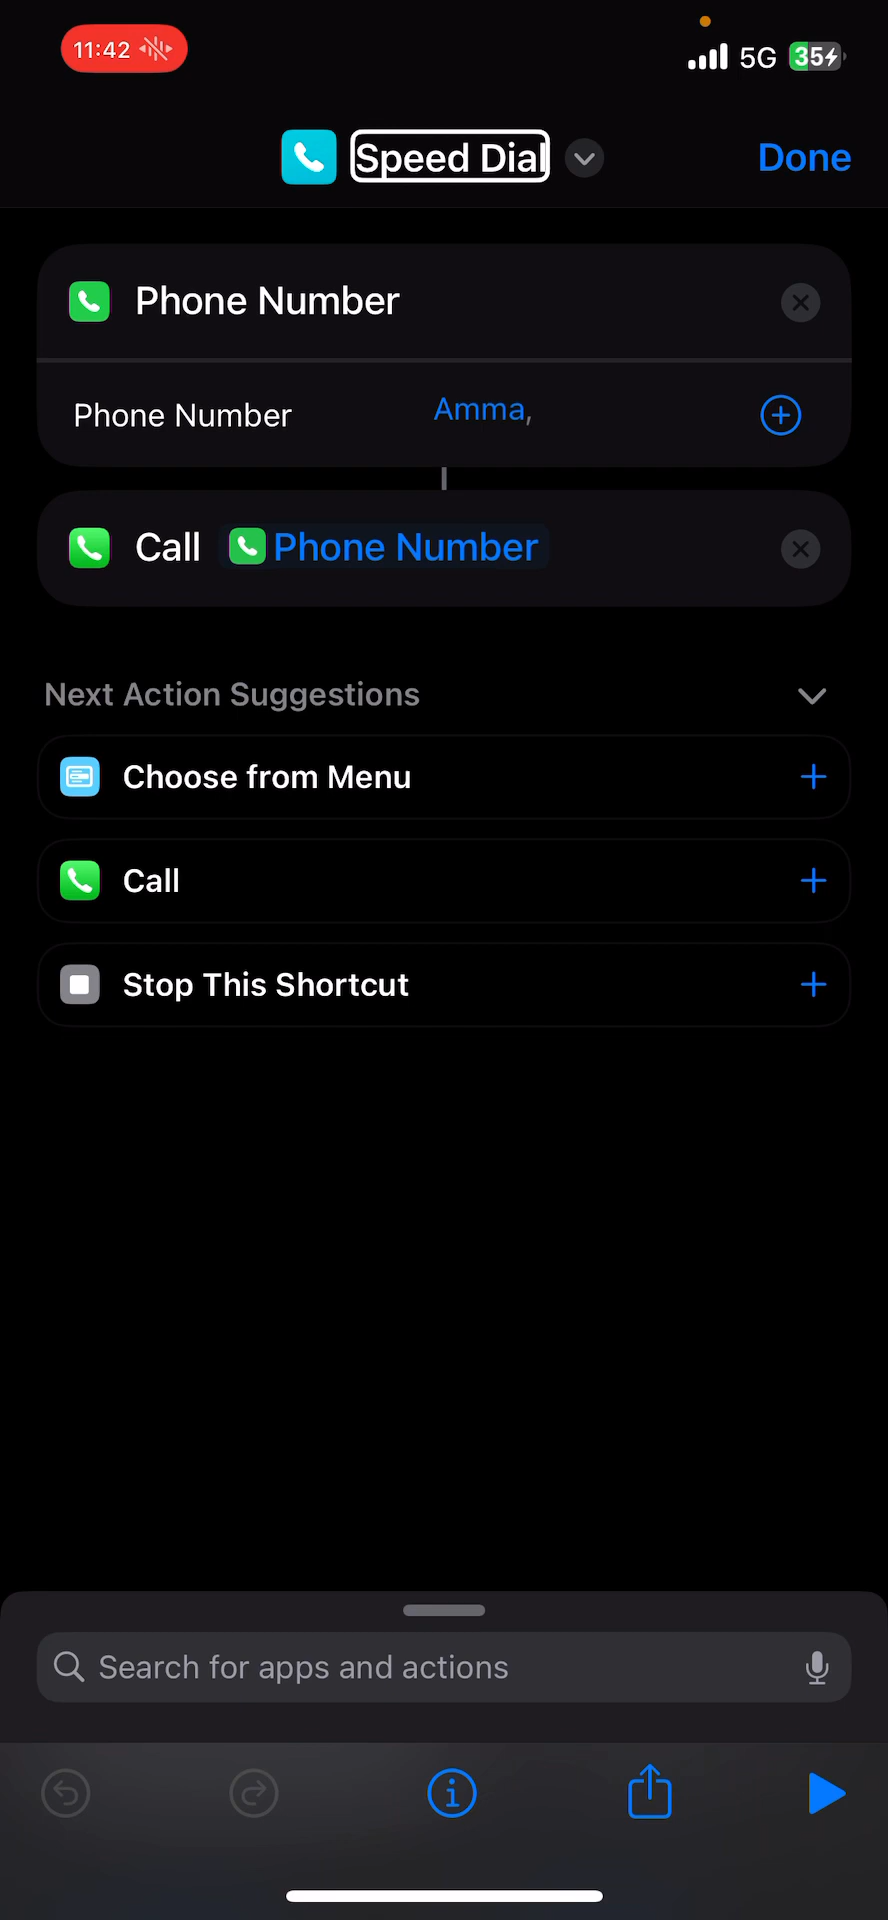 11:42
5G 35
Speed Dial
Done
Phone Number
Phone Number Amma,
Call Phone Number
Next Action Suggestions
Choose from Menu
Call
Stop This Shortcut
Search for apps and actions